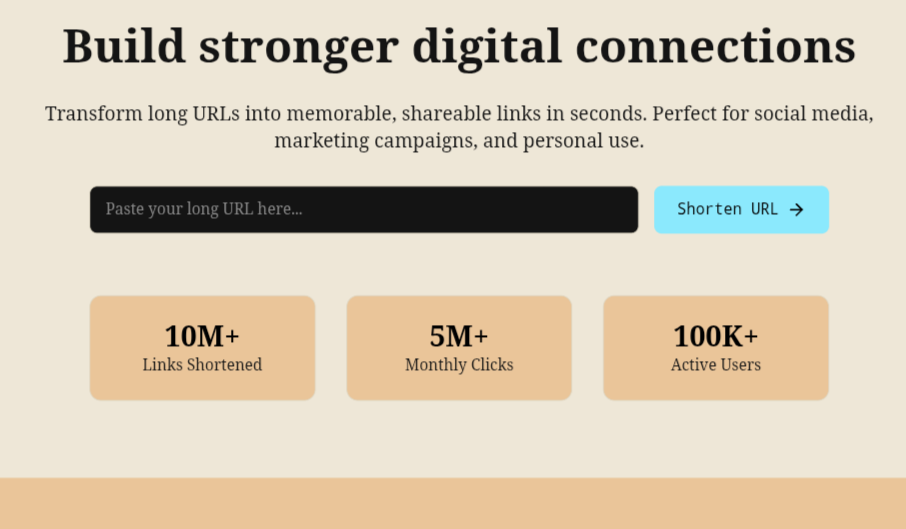 Build stronger digital connections
Transform long URLs into memorable, shareable links in seconds. Perfect for social media,
marketing campaigns, and personal use.
Paste your long URL here...
Shorten URL →
10M+
Links Shortened
5M+
Monthly Clicks
100K+
Active Users